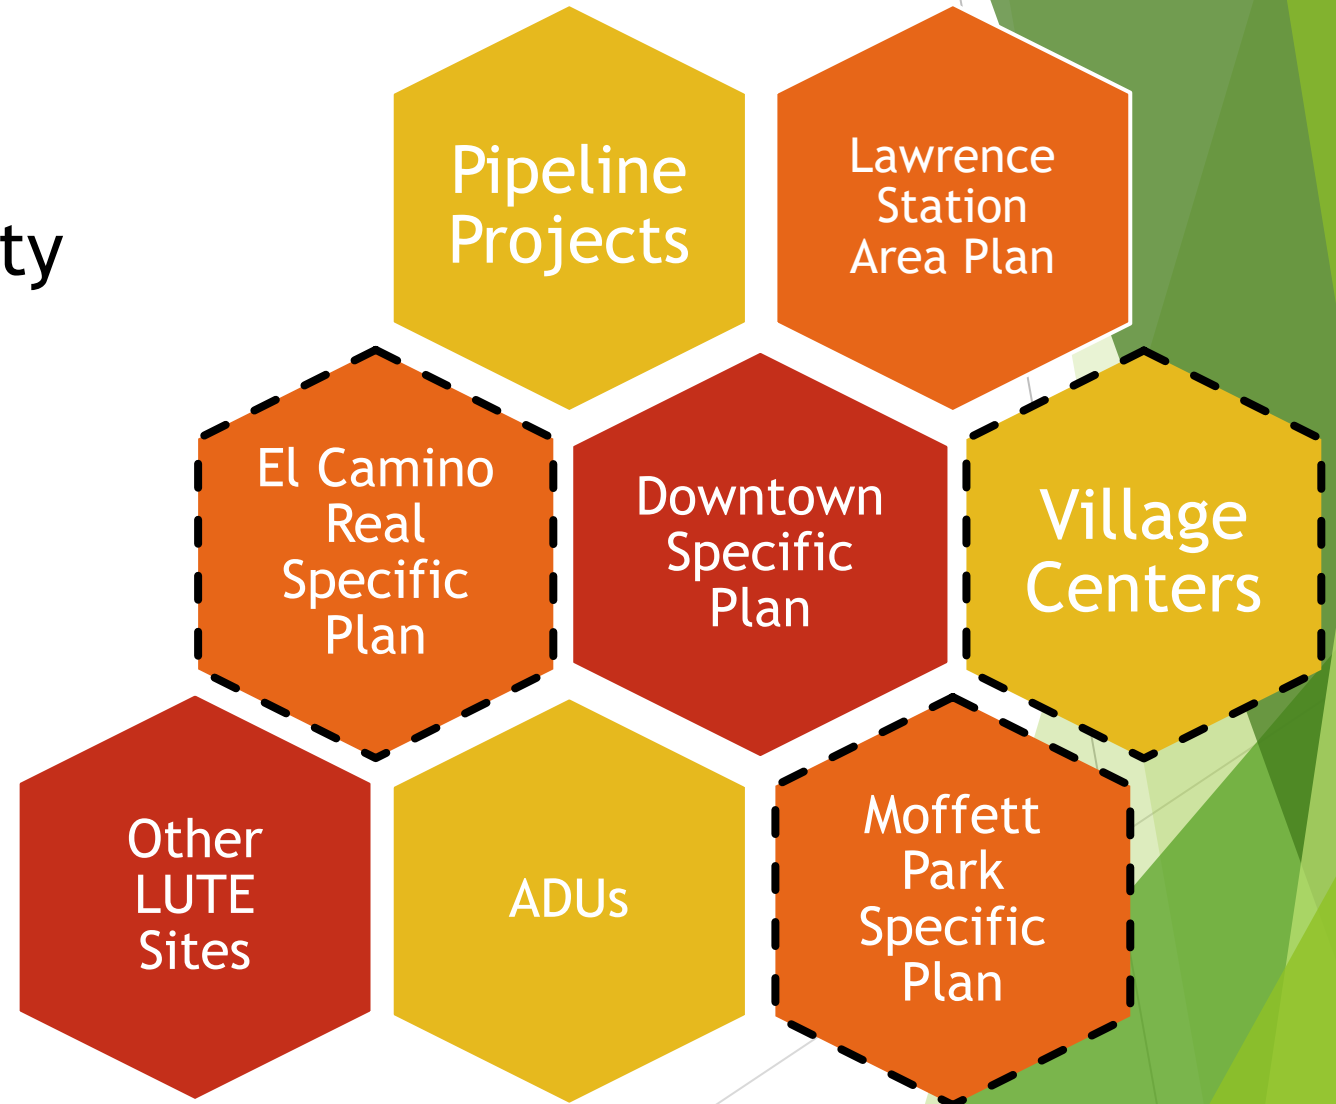 Pipeline
Projects
Lawrence
Station
Area Plan
ty
El Camino
Real
Specific
Plan
Downtown
Specific
Plan
Village
Centers
Other
LUTE
Sites
ADUs
Moffett
Park
Specific
Plan